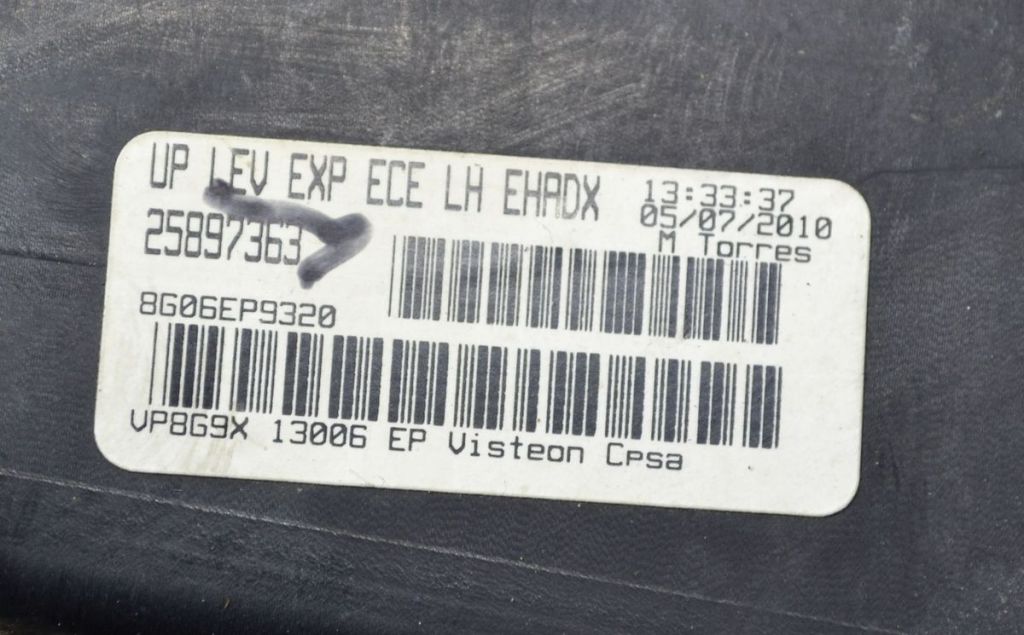 UP LEV EXP ECE LH EHADX
13:33:37
05/07/2010
M Torres
25897363
8G06EP9320
VP8G9X 13006 EP Visteon Cpsa